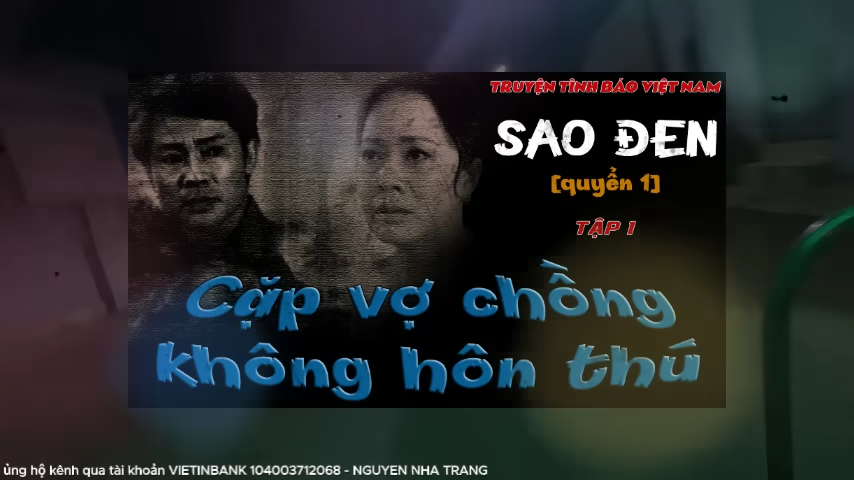 TRUYỆN TÌNH BÁO VIỆT NAM
SAO ĐEN
[quyển 1]
TẬP 1
Cặp vợ chồng
không hôn thú
ủng hộ kênh qua tài khoản VIETINBANK 104003712068 - NGUYEN NHA TRANG